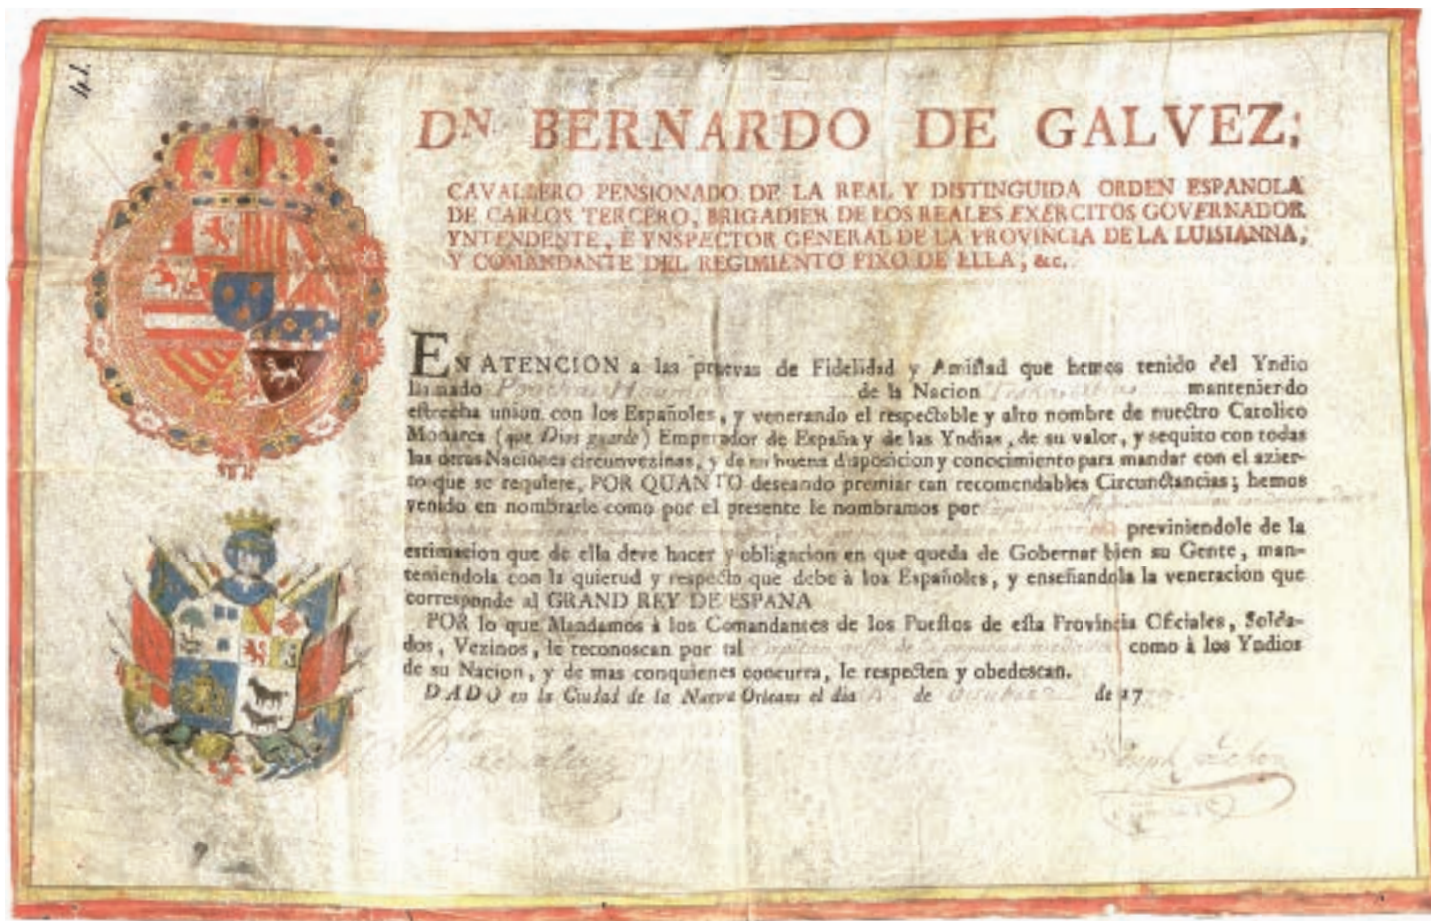 41.
DN. BERNARDO DE GALVEZ;
CAVALLERO PENSIONADO DE LA REAL Y DISTINGUIDA ORDEN ESPANOLA
DE CARLOS TERCERO, BRIGADIER DE LOS REALES EXERCITOS GOVERNADOR
YNTENDENTE, E YNSPECTOR GENERAL DE LA PROVINCIA DE LA LUISIANNA,
Y COMANDANTE DEL REGIMIENTO FIXO DE ELLA, &c.
EN ATENCION a las pruevas de Fidelidad y Amistad que hemos tenido del Yndio
llamado de la Nacion manteniendo
estrecha union con los Españoles, y venerando el respectable y alto nombre de nuestro Catolico
Monarca (que Dios guarde) Emperador de España y de las Yndias, de su valor, y sequito con todas
las otras Naciones circunvezinas, y de su buena disposicion y conocimiento para mandar con el azier-
to que se requiere, POR QUANTO deseando premiar tan recomendables Circunstancias; hemos
venido en nombrarle como por el presente le nombramos por
previniendole de la
estimacion que de ella deve hacer y obligacion en que queda de Gobernar bien su Gente, man-
teniendola con la quietud y respecto que debe à los Españoles, y enseñandola la veneracion que
corresponde al GRAND REY DE ESPANA
POR lo que Mandamos à los Comandantes de los Puestos de esta Provincia Oficiales, Solda-
dos, Vezinos, le reconoscan por tal como à los Yndios
de su Nacion, y de mas conquienes concurra, le respecten y obedescan.
DADO en la Ciudad de la Nueva Orleans el dia de de 17